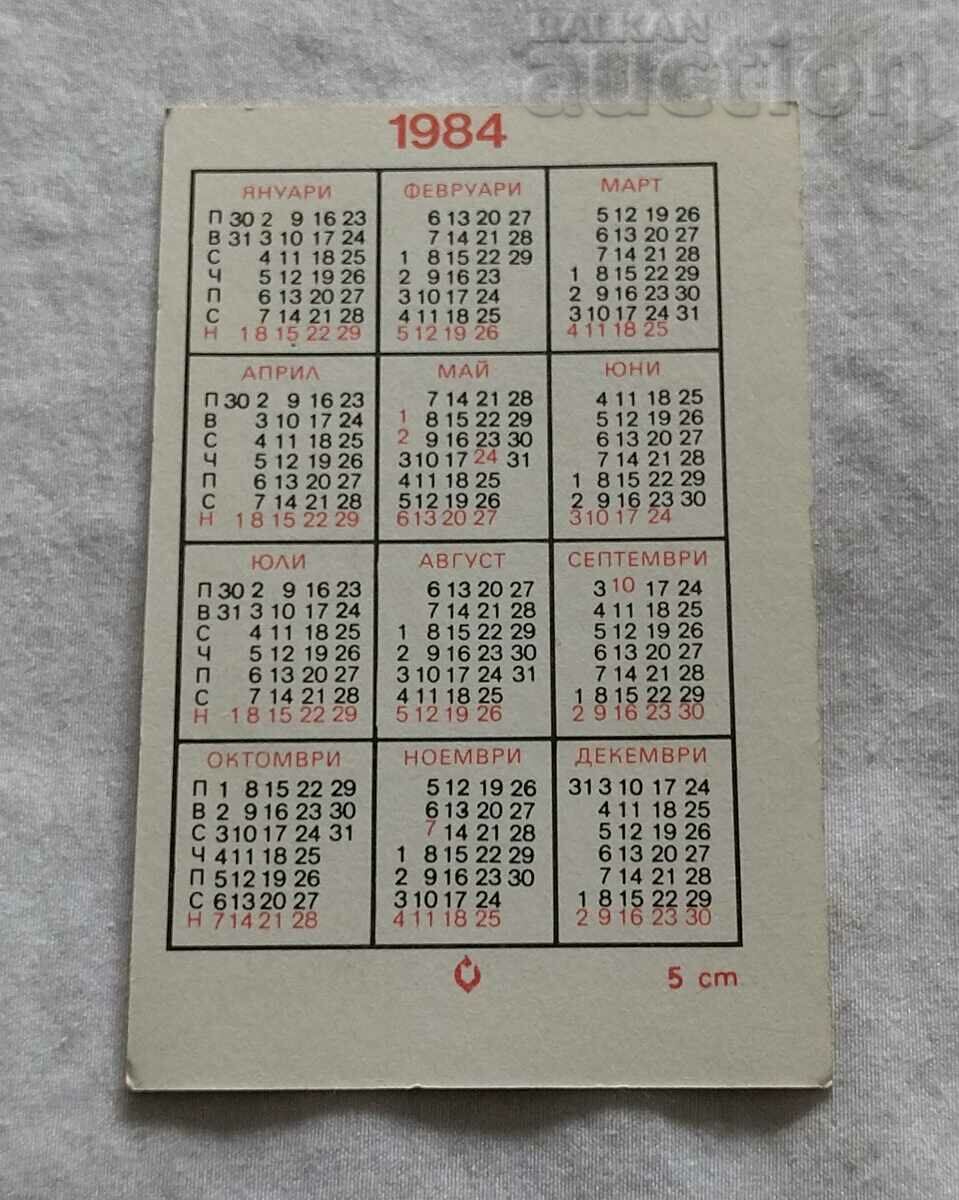 BALKAN
auction
1984
ЯНУАРИ
П 30 2 9 16 23
В 31 3 10 17 24
С 4 11 18 25
Ч 5 12 19 26
П 6 13 20 27
С 7 14 21 28
Н 1 8 15 22 29
ФЕВРУАРИ
6 13 20 27
7 14 21 28
1 8 15 22 29
2 9 16 23
3 10 17 24
4 11 18 25
5 12 19 26
МАРТ
5 12 19 26
6 13 20 27
7 14 21 28
1 8 15 22 29
2 9 16 23 30
3 10 17 24 31
4 11 18 25
АПРИЛ
П 30 2 9 16 23
В 3 10 17 24
С 4 11 18 25
Ч 5 12 19 26
П 6 13 20 27
С 7 14 21 28
Н 1 8 15 22 29
МАЙ
7 14 21 28
1 8 15 22 29
2 9 16 23 30
3 10 17 24 31
4 11 18 25
5 12 19 26
6 13 20 27
ЮНИ
4 11 18 25
5 12 19 26
6 13 20 27
7 14 21 28
1 8 15 22 29
2 9 16 23 30
3 10 17 24
ЮЛИ
П 30 2 9 16 23
В 31 3 10 17 24
С 4 11 18 25
Ч 5 12 19 26
П 6 13 20 27
С 7 14 21 28
Н 1 8 15 22 29
АВГУСТ
6 13 20 27
7 14 21 28
1 8 15 22 29
2 9 16 23 30
3 10 17 24 31
4 11 18 25
5 12 19 26
СЕПТЕМВРИ
3 10 17 24
4 11 18 25
5 12 19 26
6 13 20 27
7 14 21 28
1 8 15 22 29
2 9 16 23 30
ОКТОМВРИ
П 1 8 15 22 29
В 2 9 16 23 30
С 3 10 17 24 31
Ч 4 11 18 25
П 5 12 19 26
С 6 13 20 27
Н 7 14 21 28
НОЕМВРИ
5 12 19 26
6 13 20 27
7 14 21 28
1 8 15 22 29
2 9 16 23 30
3 10 17 24
4 11 18 25
ДЕКЕМВРИ
31 3 10 17 24
4 11 18 25
5 12 19 26
6 13 20 27
7 14 21 28
1 8 15 22 29
2 9 16 23 30
5 cm